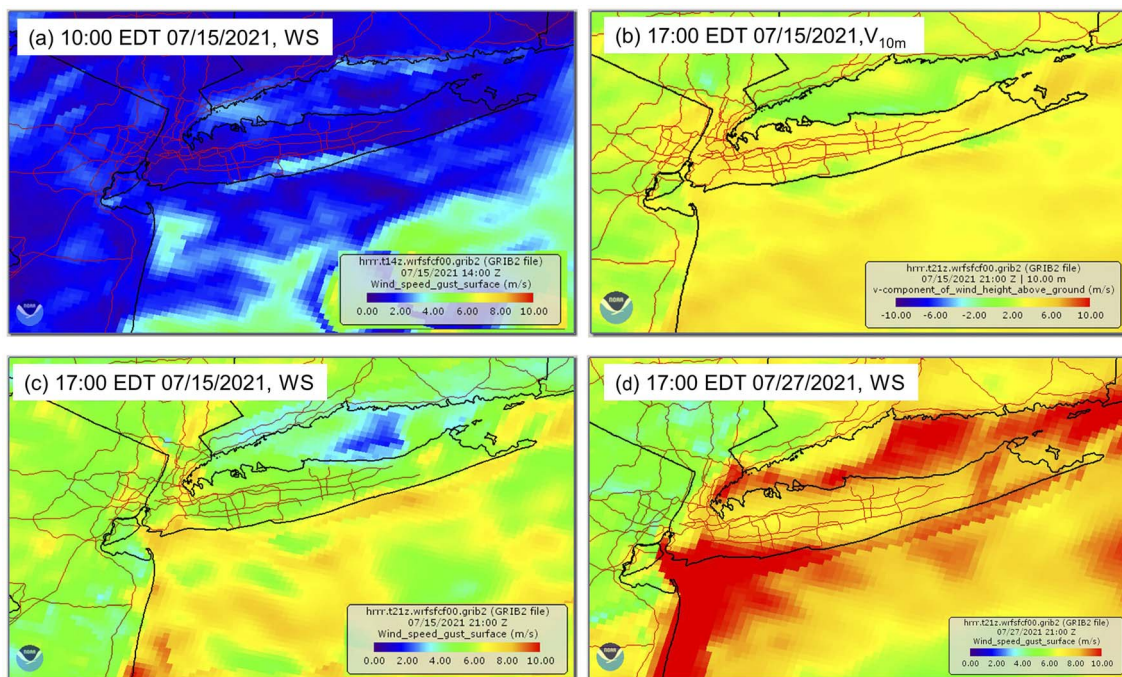 (a) 10:00 EDT 07/15/2021, WS
hrrr.t14z.wrfsfcf00.grib2 (GRIB2 file)
07/15/2021 14:00 Z
Wind_speed_gust_surface (m/s)
0.00 2.00 4.00 6.00 8.00 10.00
NOAA
(b) 17:00 EDT 07/15/2021,V10m
hrrr.t21z.wrfsfcf00.grib2 (GRIB2 file)
07/15/2021 21:00 Z | 10.00 m
v-component_of_wind_height_above_ground (m/s)
-10.00 -6.00 -2.00 2.00 6.00 10.00
NOAA
(c) 17:00 EDT 07/15/2021, WS
hrrr.t21z.wrfsfcf00.grib2 (GRIB2 file)
07/15/2021 21:00 Z
Wind_speed_gust_surface (m/s)
0.00 2.00 4.00 6.00 8.00 10.00
NOAA
(d) 17:00 EDT 07/27/2021, WS
hrrr.t21z.wrfsfcf00.grib2 (GRIB2 file)
07/27/2021 21:00 Z
Wind_speed_gust_surface (m/s)
0.00 2.00 4.00 6.00 8.00 10.00
NOAA